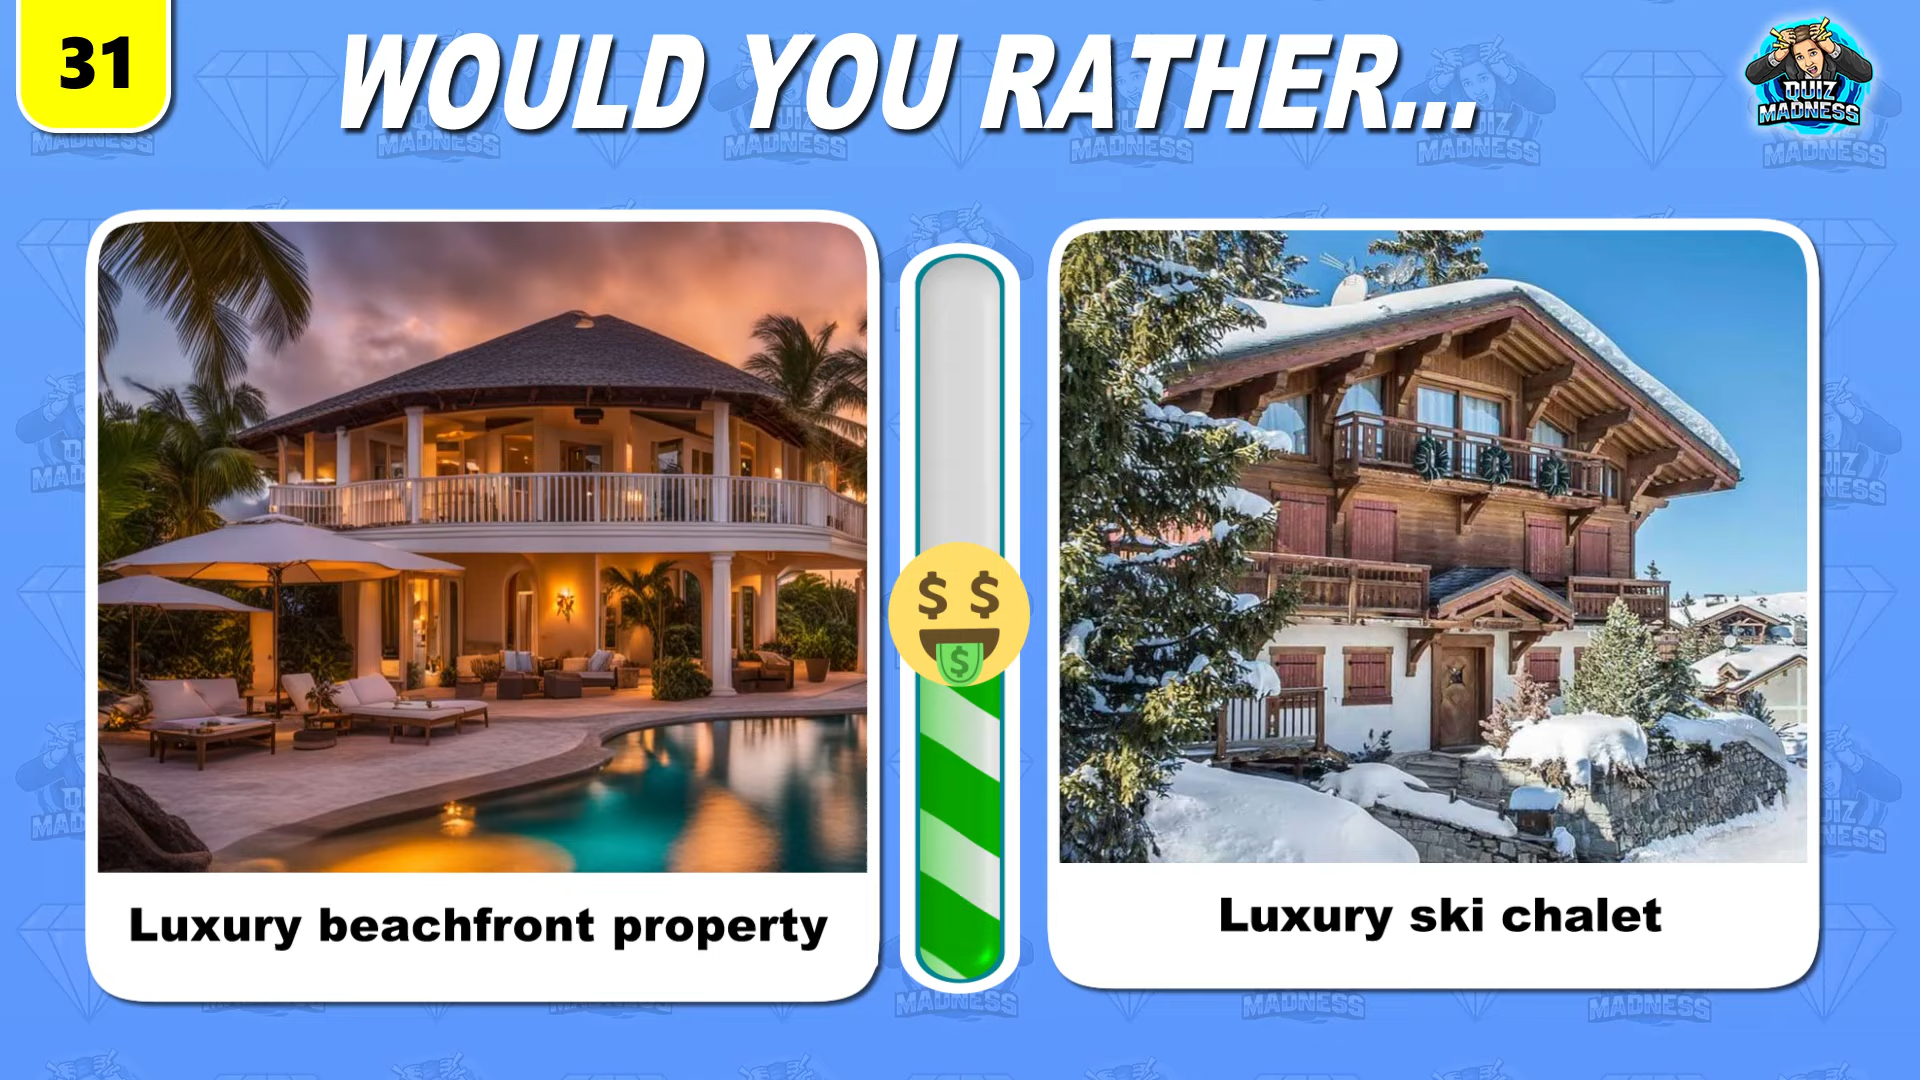 31
WOULD YOU RATHER...
QUIZ
MADNESS
$ $
$
Luxury beachfront property
Luxury ski chalet